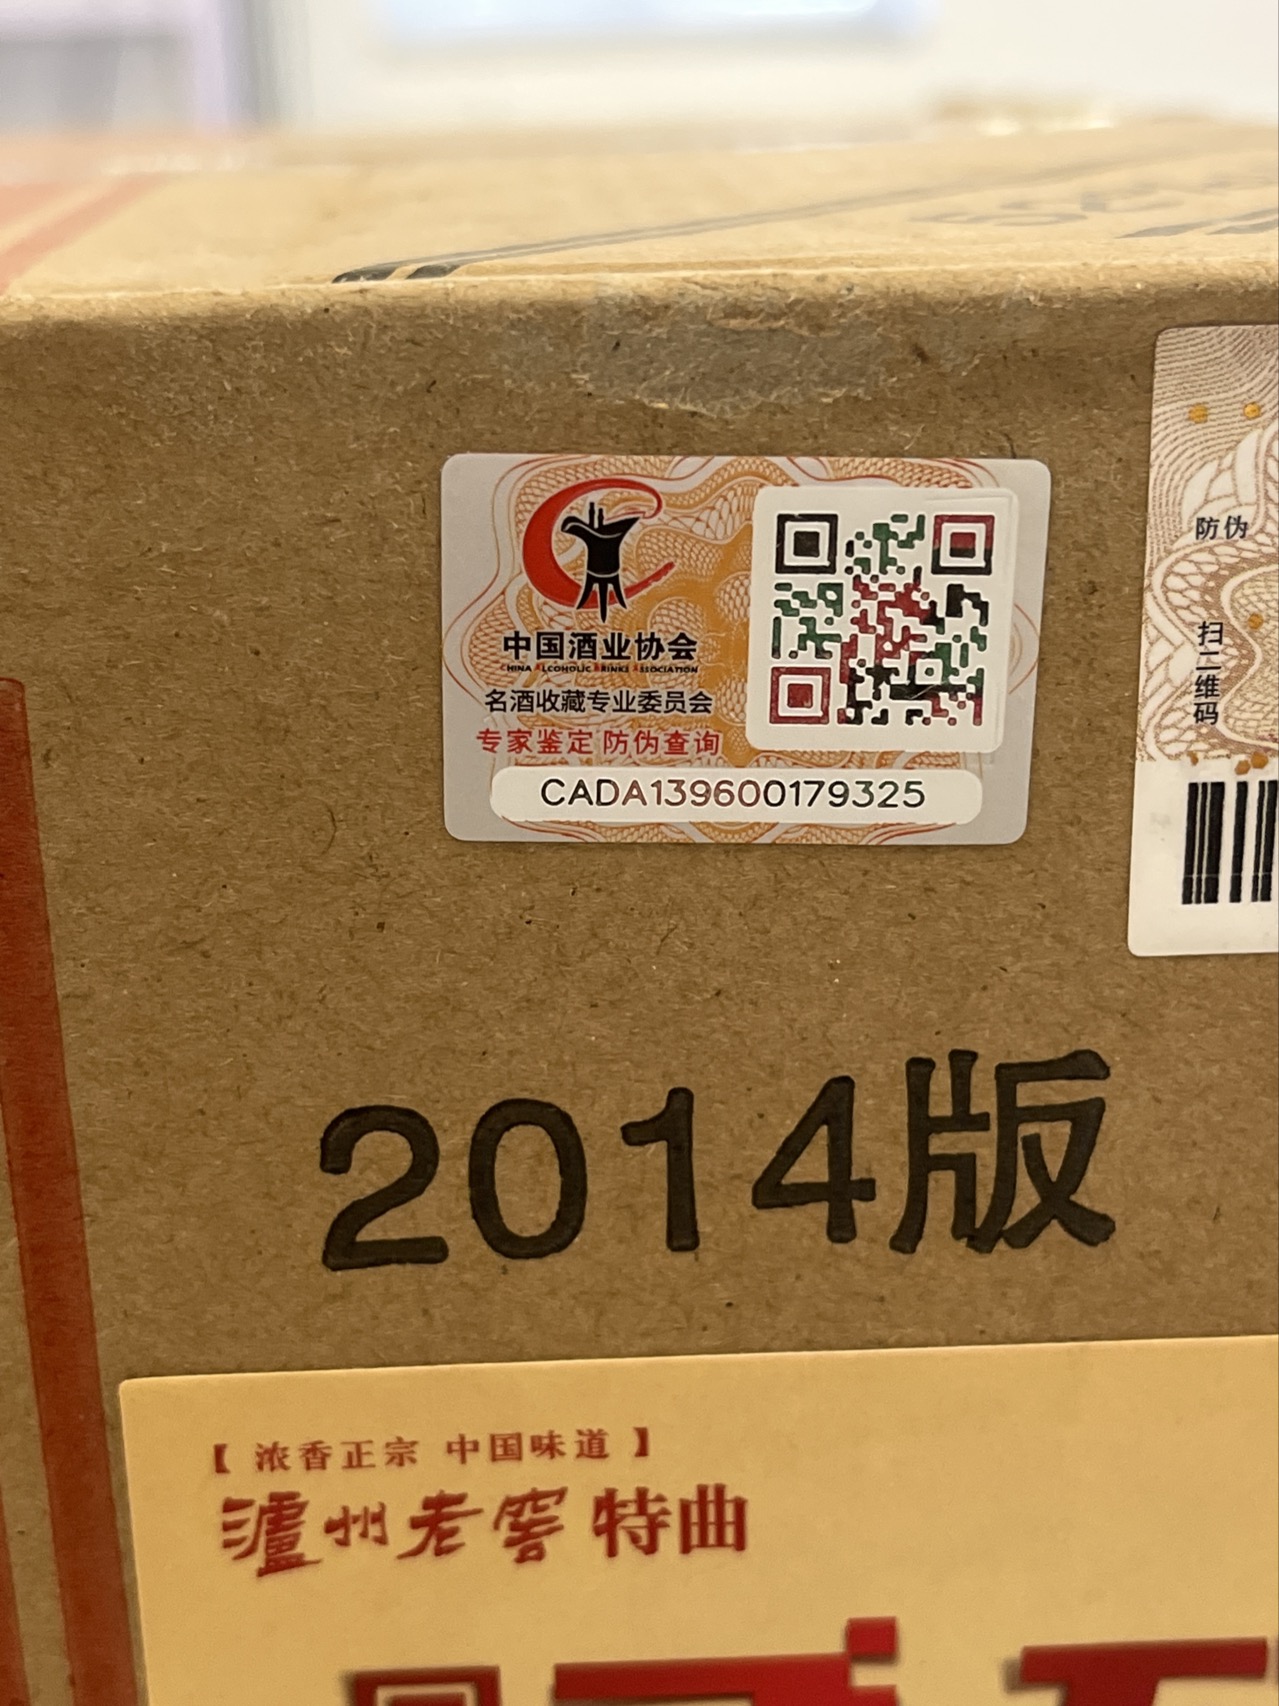 中国酒业协会
CHINA ALCOHOLIC DRINKS ASSOCIATION
名酒收藏专业委员会
专家鉴定 防伪查询
CADA139600179325
防伪
扫二维码
2014版
【 浓香正宗 中国味道 】
泸州老窖 特曲